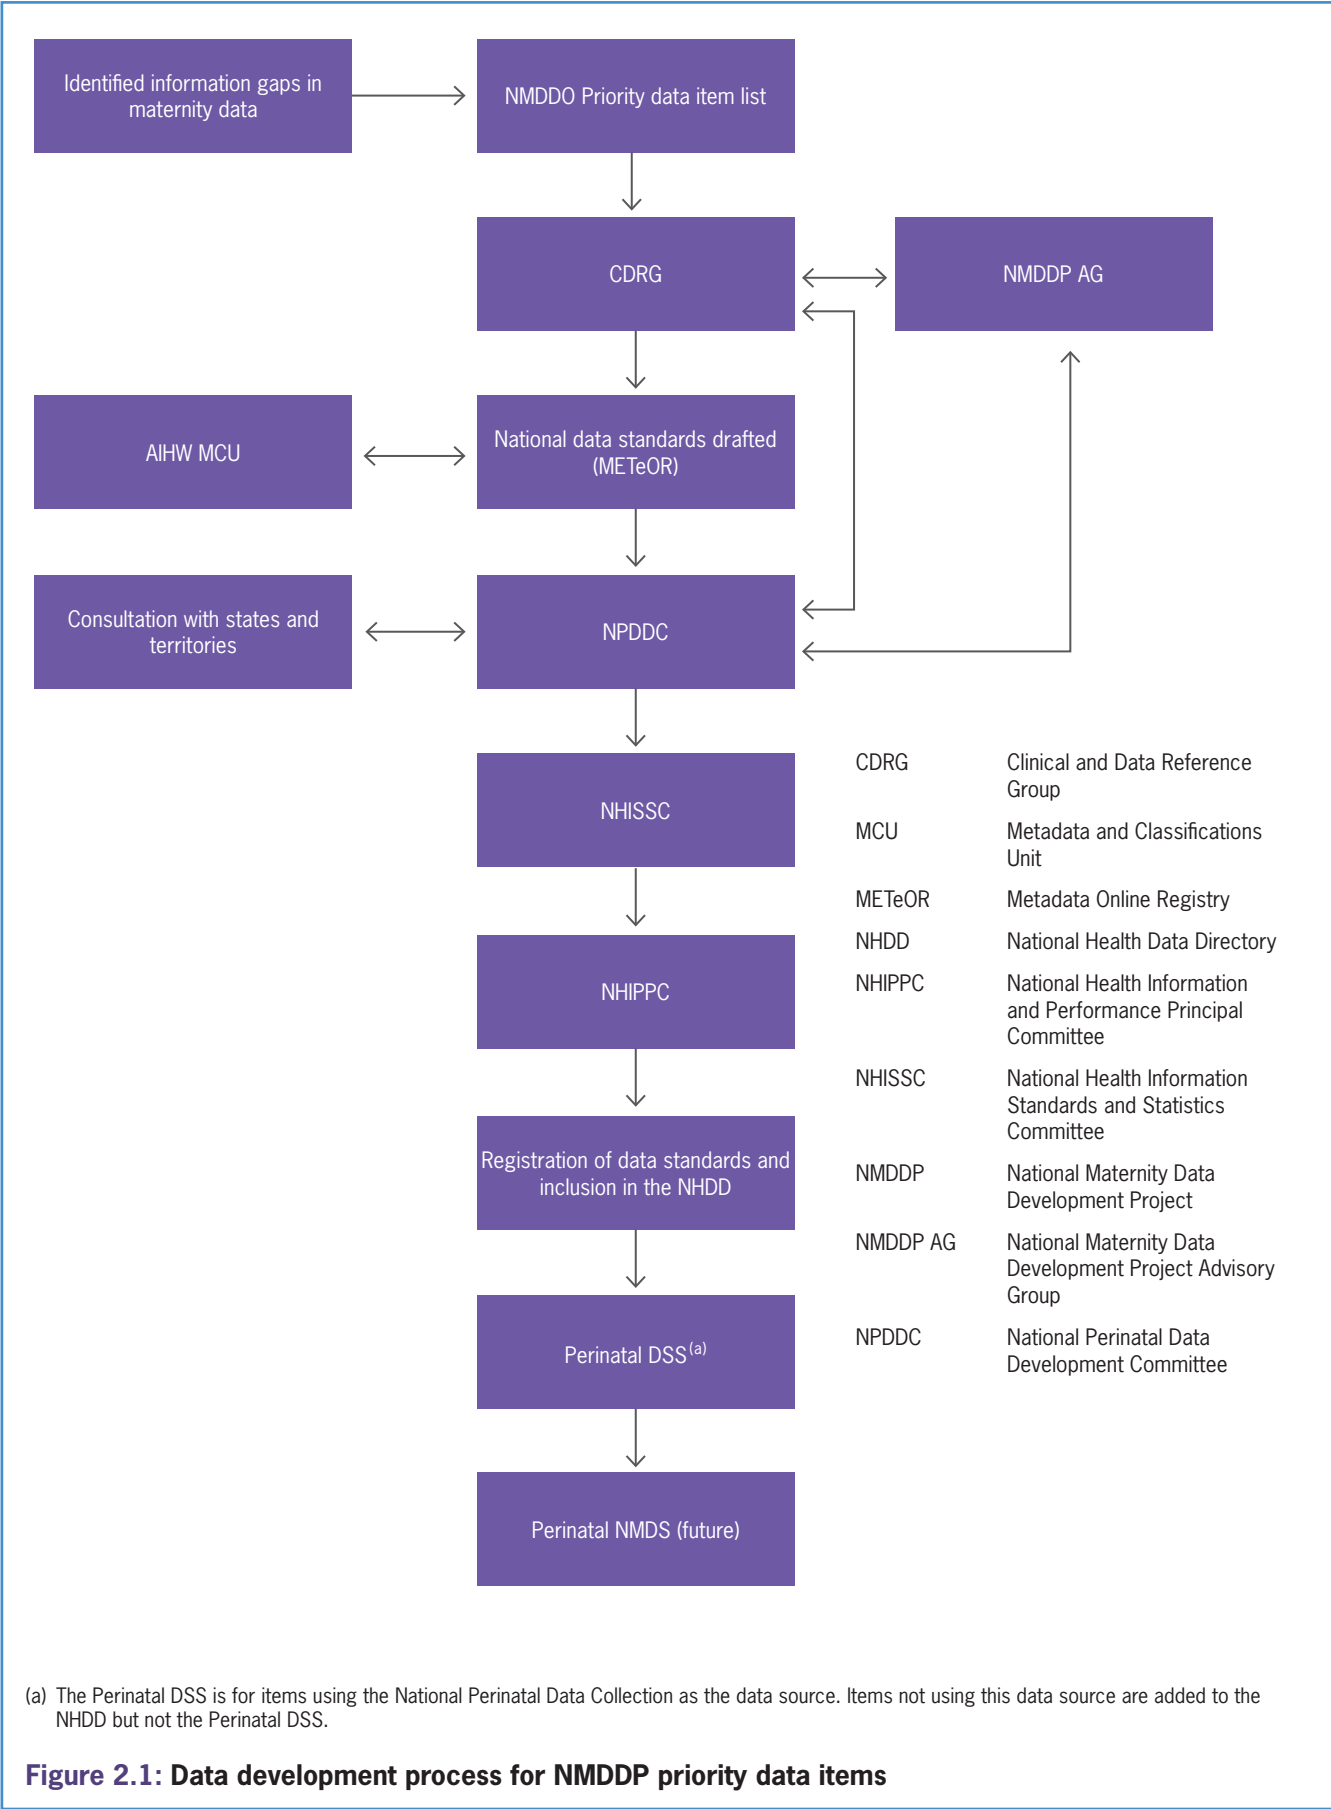 Identified information gaps in
maternity data
NMDDO Priority data item list
CDRG
NMDDP AG
AIHW MCU
National data standards drafted
(METeOR)
Consultation with states and
territories
NPDDC
NHISSC
NHIPPC
Registration of data standards and
inclusion in the NHDD
Perinatal DSS(a)
Perinatal NMDS (future)
CDRG Clinical and Data Reference
Group
MCU Metadata and Classifications
Unit
METeOR Metadata Online Registry
NHDD National Health Data Directory
NHIPPC National Health Information
and Performance Principal
Committee
NHISSC National Health Information
Standards and Statistics
Committee
NMDDP National Maternity Data
Development Project
NMDDP AG National Maternity Data
Development Project Advisory
Group
NPDDC National Perinatal Data
Development Committee
(a) The Perinatal DSS is for items using the National Perinatal Data Collection as the data source. Items not using this data source are added to the
NHDD but not the Perinatal DSS.
Figure 2.1: Data development process for NMDDP priority data items